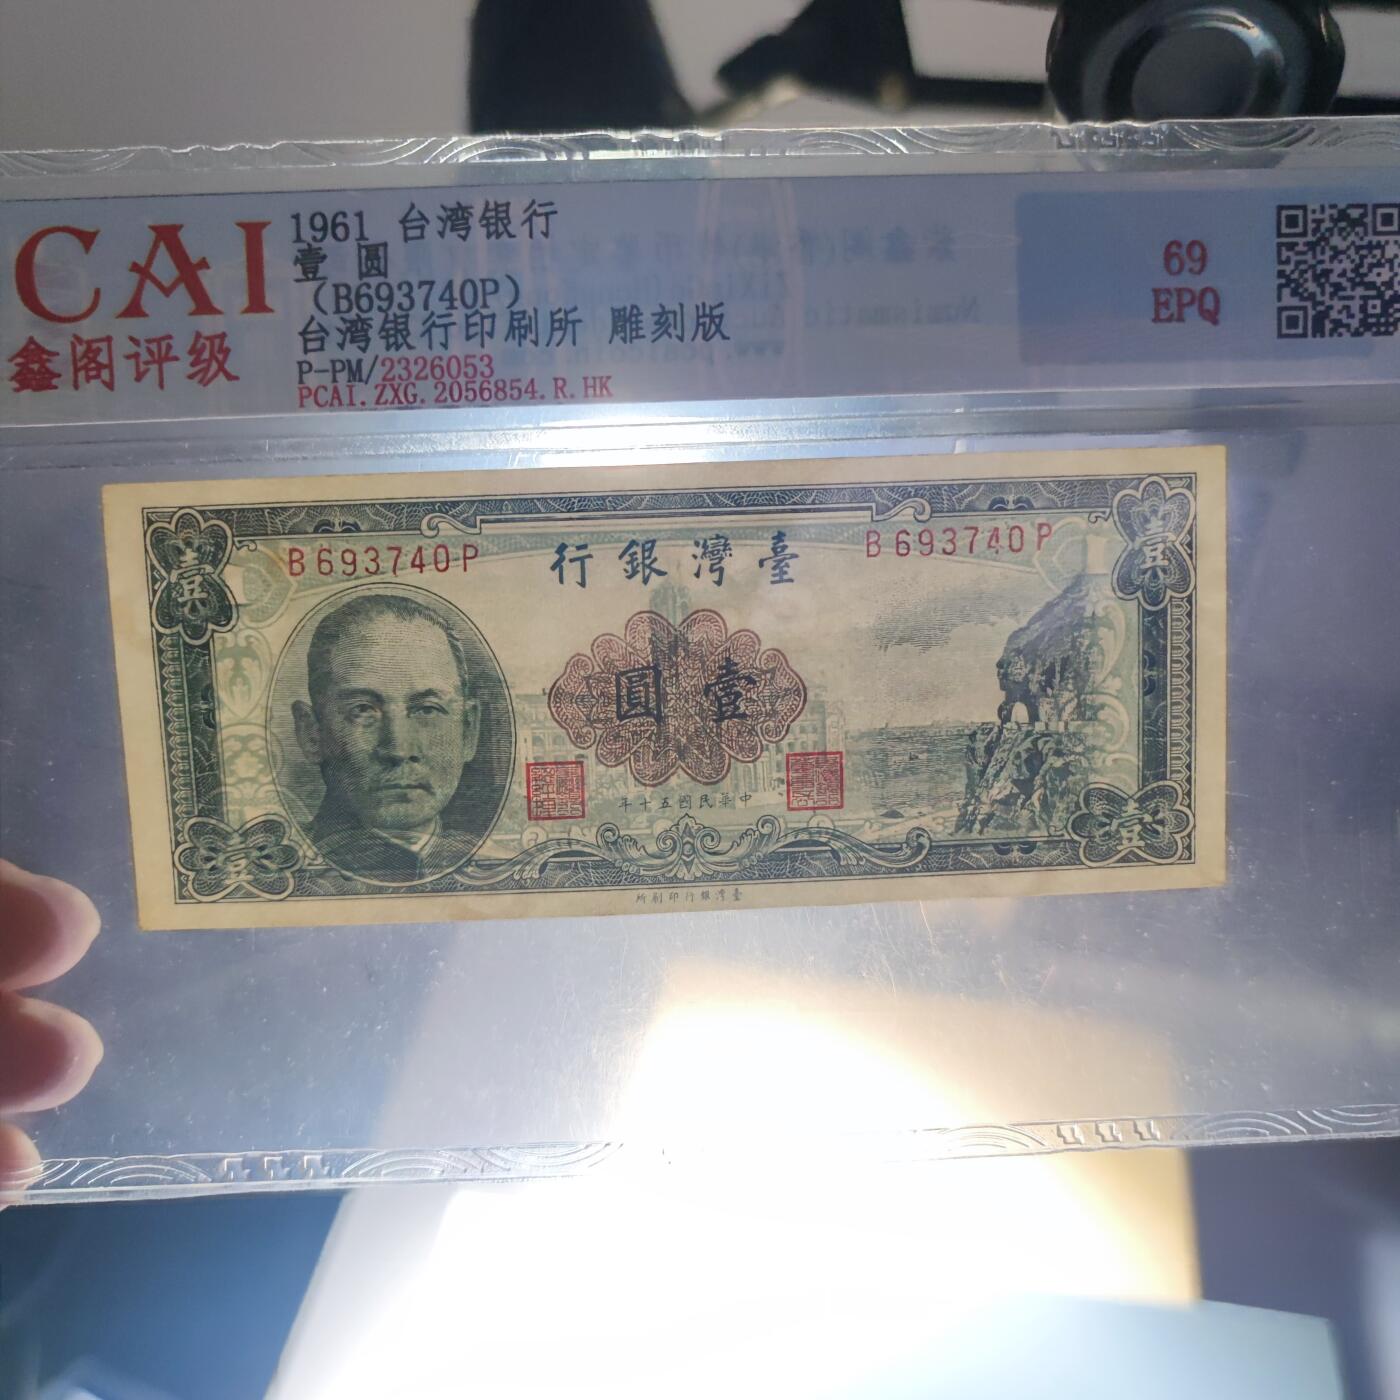 CAI
鑫阁评级
1961 台湾银行
壹 圆
(B693740P)
台湾银行印刷所 雕刻版
P-PM/2326053
PCAI.ZXG.2056854.R.HK
69
EPQ
壹
壹
B693740P
行銀灣臺
B693740P
圓 壹
年十五國民華中
壹
壹
所刷印行銀灣臺